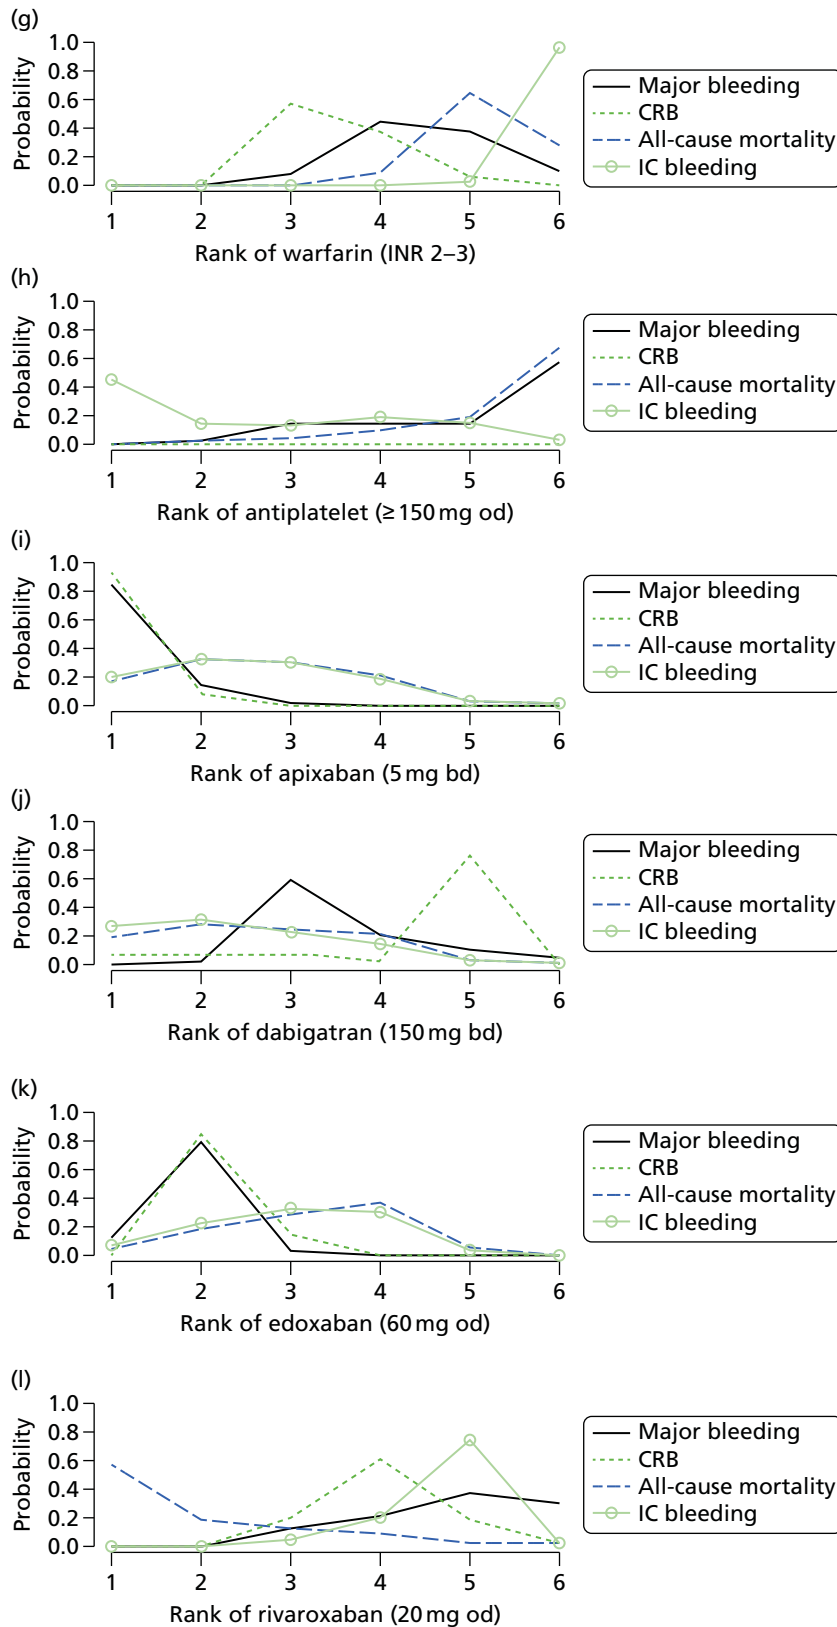 (g)
1.0
0.8
0.6
0.4
0.2
0.0
Probability
1 2 3 4 5 6
Rank of warfarin (INR 2–3)
Major bleeding
CRB
All-cause mortality
IC bleeding
(h)
1.0
0.8
0.6
0.4
0.2
0.0
Probability
1 2 3 4 5 6
Rank of antiplatelet (≥ 150 mg od)
Major bleeding
CRB
All-cause mortality
IC bleeding
(i)
1.0
0.8
0.6
0.4
0.2
0.0
Probability
1 2 3 4 5 6
Rank of apixaban (5 mg bd)
Major bleeding
CRB
All-cause mortality
IC bleeding
(j)
1.0
0.8
0.6
0.4
0.2
0.0
Probability
1 2 3 4 5 6
Rank of dabigatran (150 mg bd)
Major bleeding
CRB
All-cause mortality
IC bleeding
(k)
1.0
0.8
0.6
0.4
0.2
0.0
Probability
1 2 3 4 5 6
Rank of edoxaban (60 mg od)
Major bleeding
CRB
All-cause mortality
IC bleeding
(l)
1.0
0.8
0.6
0.4
0.2
0.0
Probability
1 2 3 4 5 6
Rank of rivaroxaban (20 mg od)
Major bleeding
CRB
All-cause mortality
IC bleeding